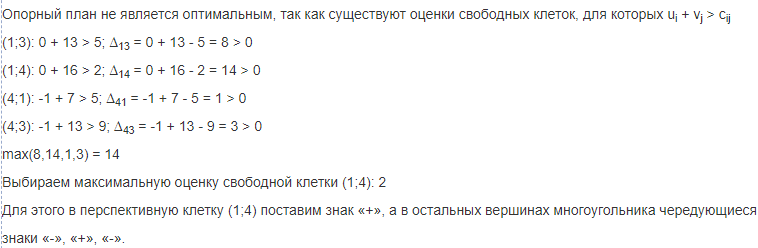 Опорный план не является оптимальным, так как существуют оценки свободных клеток, для которых uᵢ + vⱼ > cᵢⱼ
(1;3): 0 + 13 > 5; ∆₁₃ = 0 + 13 - 5 = 8 > 0
(1;4): 0 + 16 > 2; ∆₁₄ = 0 + 16 - 2 = 14 > 0
(4;1): -1 + 7 > 5; ∆₄₁ = -1 + 7 - 5 = 1 > 0
(4;3): -1 + 13 > 9; ∆₄₃ = -1 + 13 - 9 = 3 > 0
max(8,14,1,3) = 14
Выбираем максимальную оценку свободной клетки (1;4): 2
Для этого в перспективную клетку (1;4) поставим знак «+», а в остальных вершинах многоугольника чередующиеся
знаки «-», «+», «-».